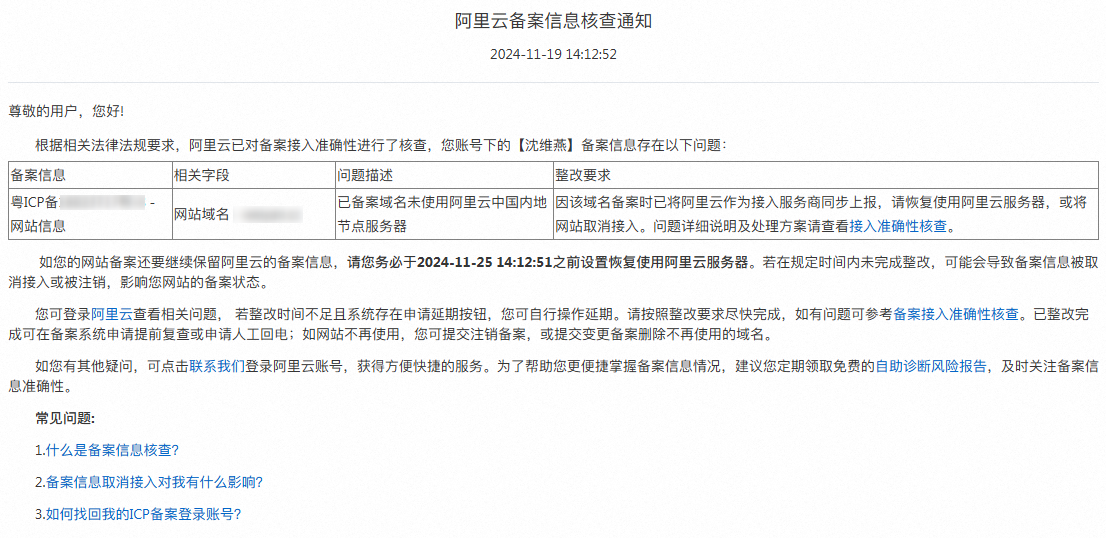 阿里云备案信息核查通知
2024-11-19 14:12:52
尊敬的用户，您好!
根据相关法律法规要求，阿里云已对备案接入准确性进行了核查，您账号下的【沈维燕】备案信息存在以下问题：
备案信息 相关字段 问题描述 整改要求
粤ICP备 - 网站域名 已备案域名未使用阿里云中国内地 因该域名备案时已将阿里云作为接入服务商同步上报，请恢复使用阿里云服务器，或将
网站信息 节点服务器 网站取消接入。问题详细说明及处理方案请查看接入准确性核查。
如您的网站备案还要继续保留阿里云的备案信息，请您务必于2024-11-25 14:12:51之前设置恢复使用阿里云服务器。若在规定时间内未完成整改，可能会导致备案信息被取
消接入或被注销，影响您网站的备案状态。
您可登录阿里云查看相关问题， 若整改时间不足且系统存在申请延期按钮，您可自行操作延期。请按照整改要求尽快完成，如有问题可参考备案接入准确性核查。已整改完
成可在备案系统申请提前复查或申请人工回电；如网站不再使用，您可提交注销备案，或提交变更备案删除不再使用的域名。
如您有其他疑问，可点击联系我们登录阿里云账号，获得方便快捷的服务。为了帮助您更便捷掌握备案信息情况，建议您定期领取免费的自助诊断风险报告，及时关注备案信
息准确性。
常见问题:
1.什么是备案信息核查?
2.备案信息取消接入对我有什么影响?
3.如何找回我的ICP备案登录账号?